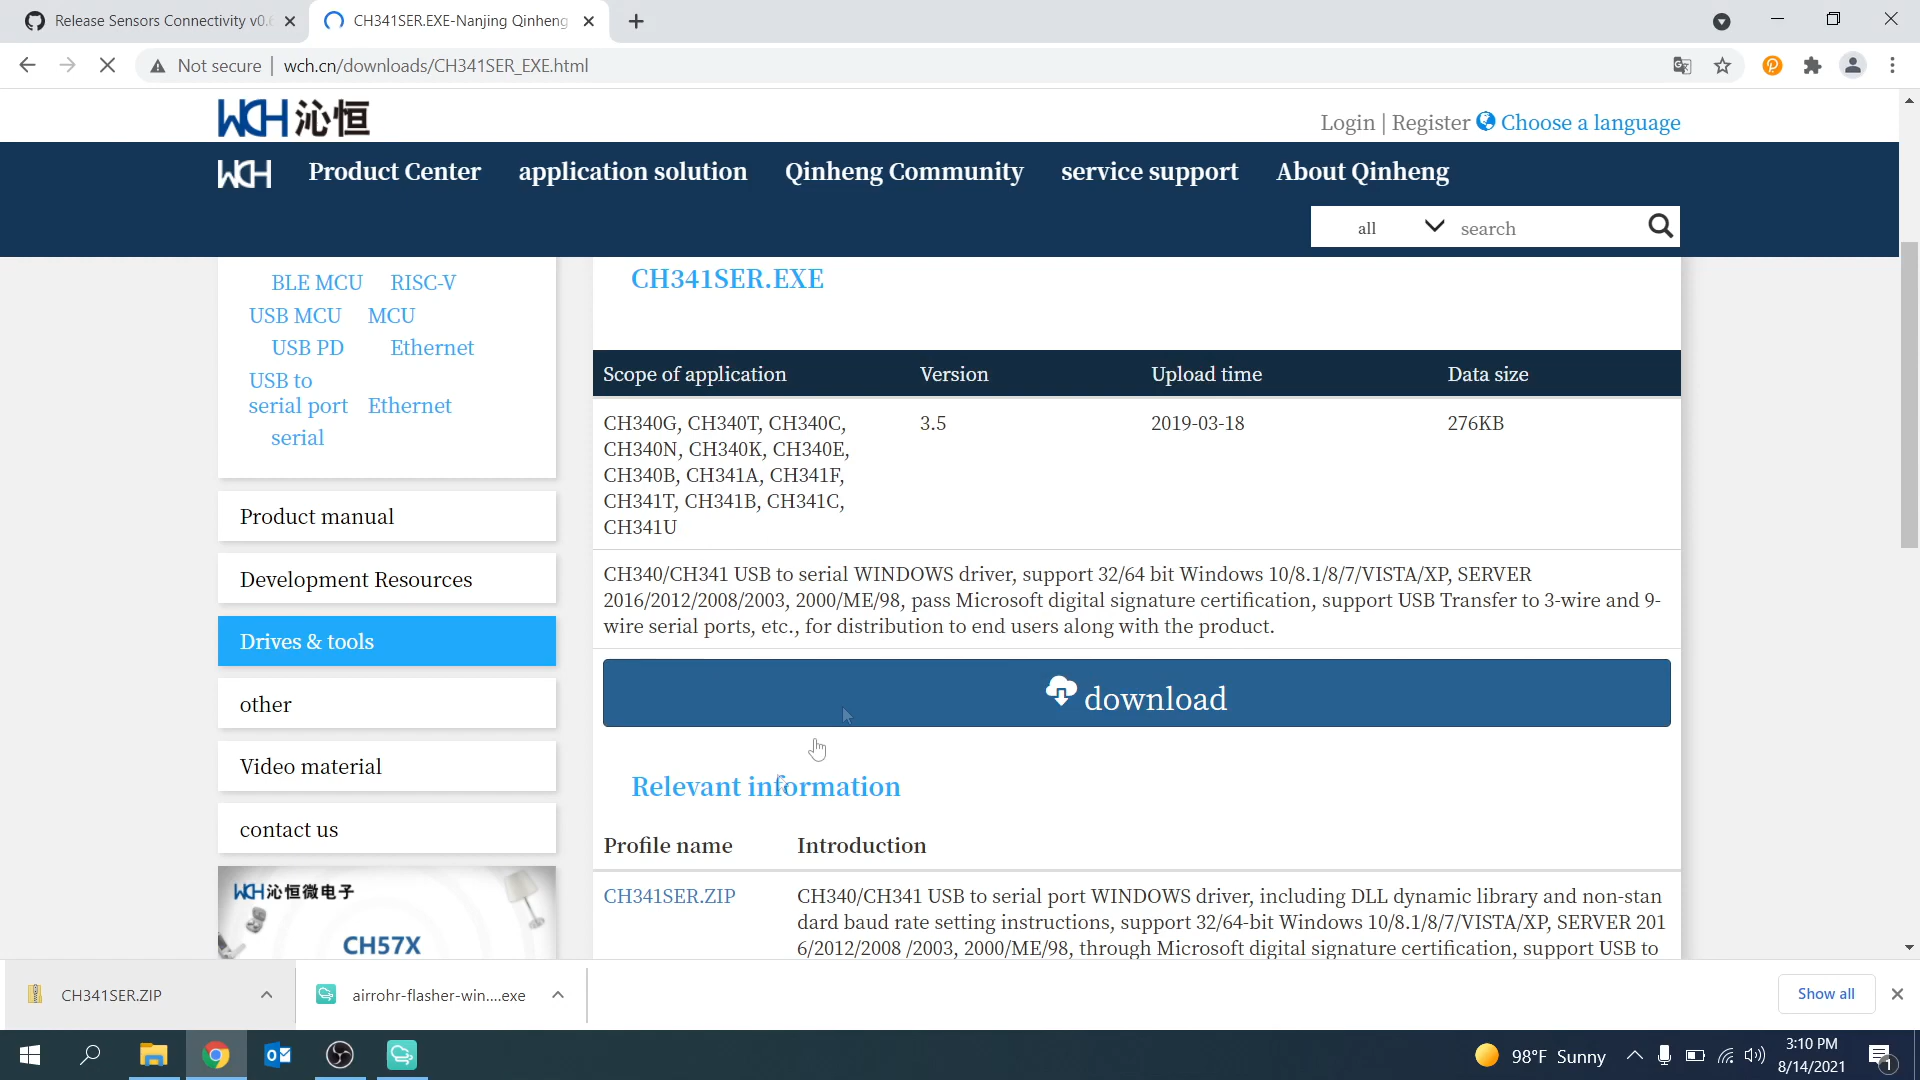 Release Sensors Connectivity v0.6
CH341SER.EXE-Nanjing Qinheng
Not secure | wch.cn/downloads/CH341SER_EXE.html
WCH 沁恒
Login | Register Choose a language
WCH Product Center application solution Qinheng Community service support About Qinheng
all search
BLE MCU RISC-V
USB MCU MCU
USB PD Ethernet
USB to
serial port Ethernet
serial
Product manual
Development Resources
Drives & tools
other
Video material
contact us
WCH沁恒微电子
CH57X
CH341SER.EXE
Scope of application Version Upload time Data size
CH340G, CH340T, CH340C, 3.5 2019-03-18 276KB
CH340N, CH340K, CH340E,
CH340B, CH341A, CH341F,
CH341T, CH341B, CH341C,
CH341U
CH340/CH341 USB to serial WINDOWS driver, support 32/64 bit Windows 10/8.1/8/7/VISTA/XP, SERVER
2016/2012/2008/2003, 2000/ME/98, pass Microsoft digital signature certification, support USB Transfer to 3-wire and 9-
wire serial ports, etc., for distribution to end users along with the product.
download
Relevant information
Profile name Introduction
CH341SER.ZIP CH340/CH341 USB to serial port WINDOWS driver, including DLL dynamic library and non-stan
dard baud rate setting instructions, support 32/64-bit Windows 10/8.1/8/7/VISTA/XP, SERVER 201
6/2012/2008 /2003, 2000/ME/98, through Microsoft digital signature certification, support USB to
CH341SER.ZIP
airrohr-flasher-win....exe
Show all
98°F Sunny
3:10 PM
8/14/2021
1